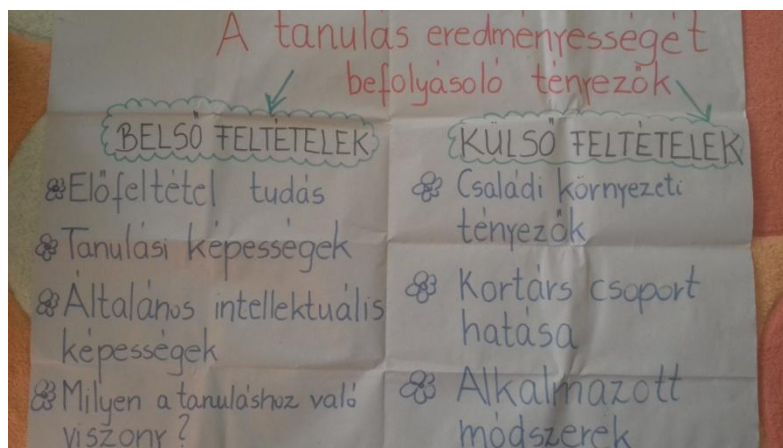 A tanulás eredményességét
befolyásoló tényezők
BELSŐ FELTÉTELEK
Előfeltétel tudás
Tanulási képességek
Általános intellektuális
képességek
Milyen a tanuláshoz való
viszony?
KÜLSŐ FELTÉTELEK
Családi környezeti
tényezők
Kortárs csoport
hatása
Alkalmazott
módszerek